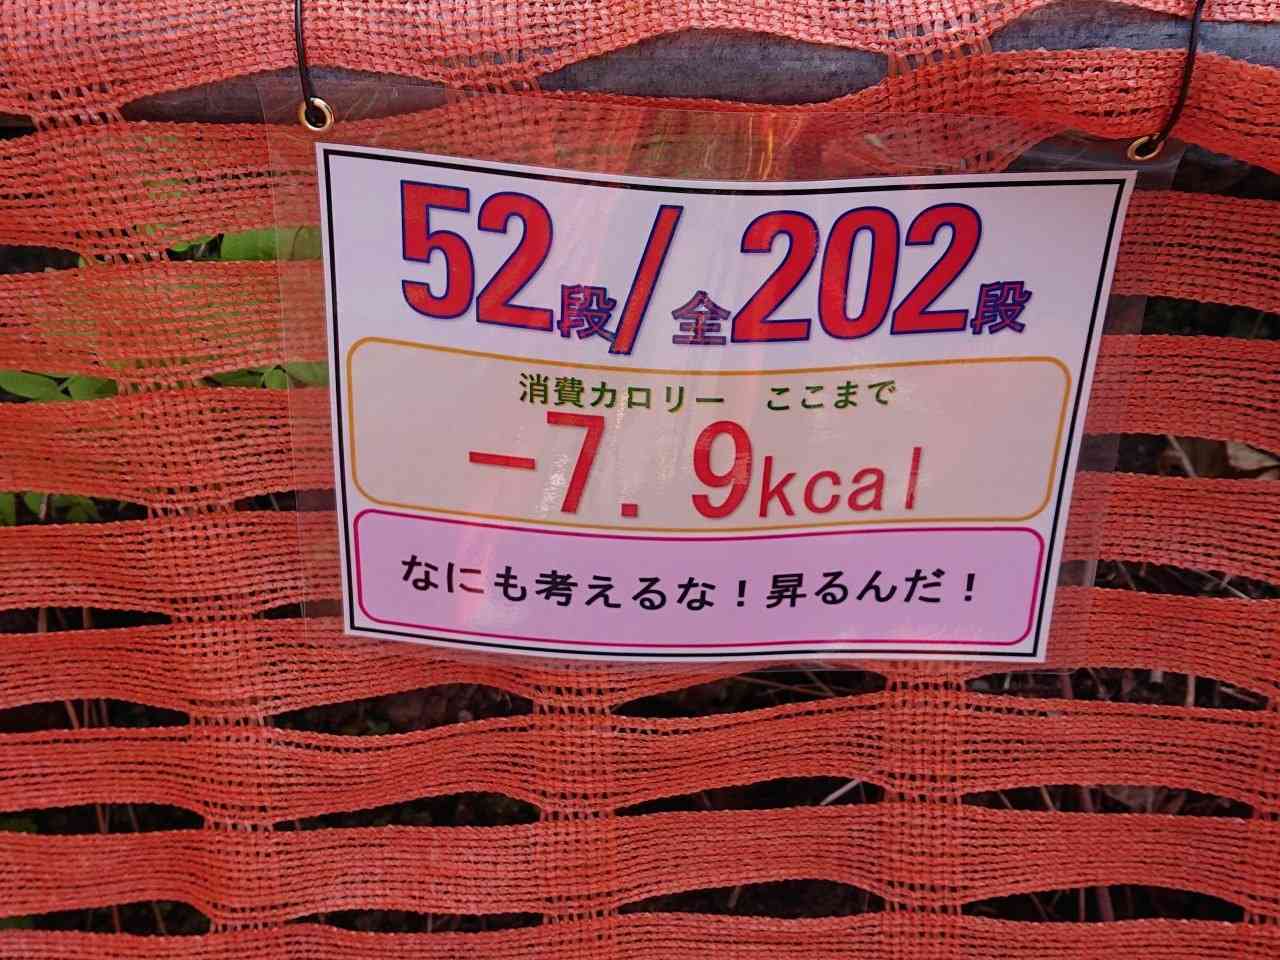 52段/全202段
消費カロリー　ここまで
−7.9kcal
なにも考えるな！昇るんだ！